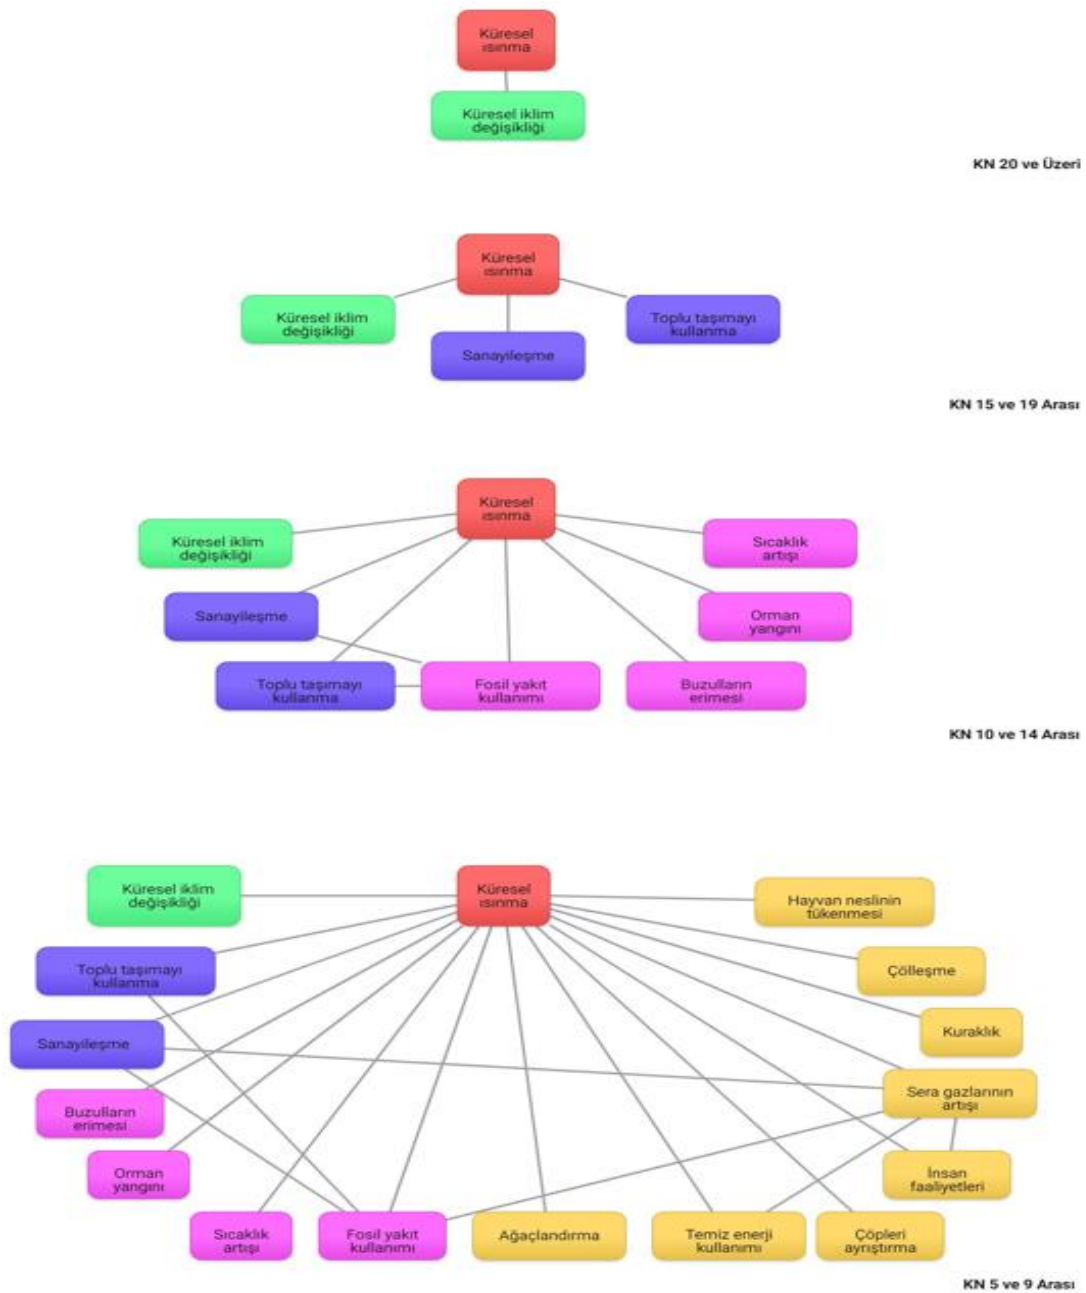 Küresel
ısınma
Küresel iklim
değişikliği
KN 20 ve Üzeri
Küresel
ısınma
Küresel iklim
değişikliği
Toplu taşımayı
kullanma
Sanayileşme
KN 15 ve 19 Arası
Küresel
ısınma
Küresel iklim
değişikliği
Sıcaklık
artışı
Sanayileşme
Orman
yangını
Toplu taşımayı
kullanma
Fosil yakıt
kullanımı
Buzulların
erimesi
KN 10 ve 14 Arası
Küresel iklim
değişikliği
Küresel
ısınma
Hayvan neslinin
tükenmesi
Toplu taşımayı
kullanma
Çölleşme
Kuraklık
Sanayileşme
Sera gazlarının
artışı
Buzulların
erimesi
Orman
yangını
İnsan
faaliyetleri
Sıcaklık
artışı
Fosil yakıt
kullanımı
Ağaçlandırma
Temiz enerji
kullanımı
Çöpleri
ayrıştırma
KN 5 ve 9 Arası